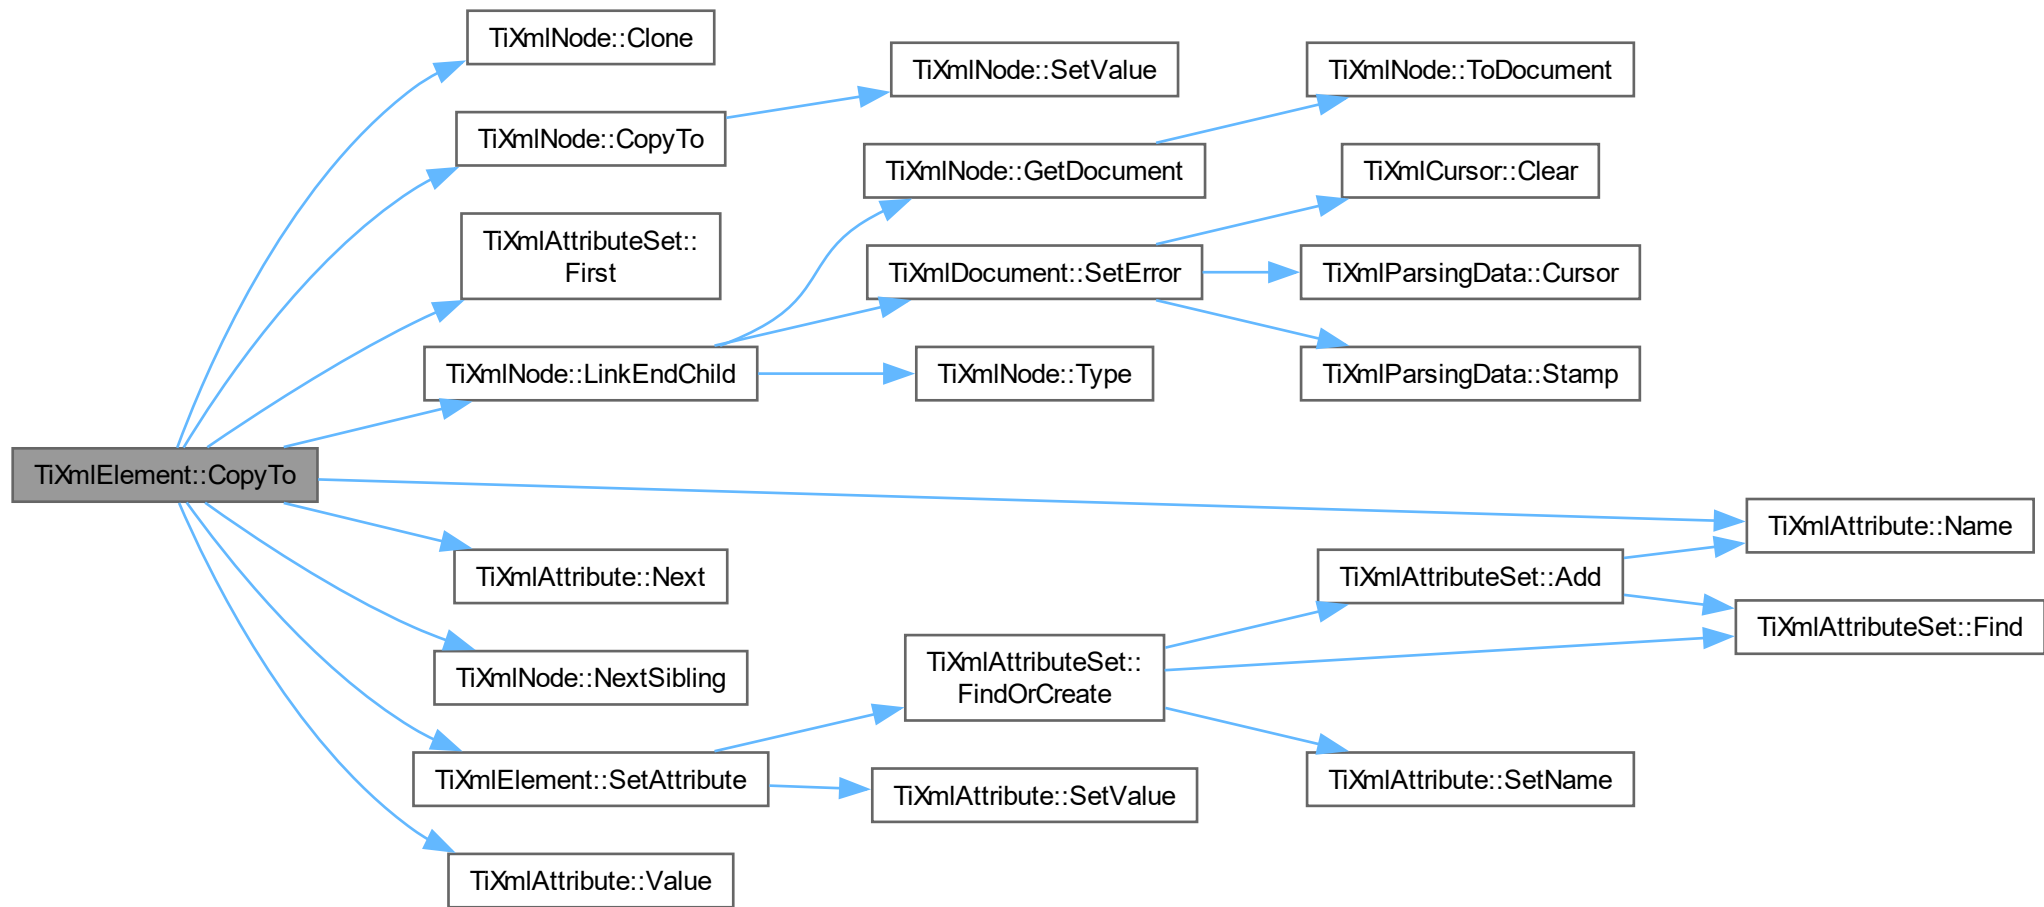 TiXmlNode::Clone
TiXmlNode::SetValue
TiXmlNode::ToDocument
TiXmlNode::CopyTo
TiXmlNode::GetDocument
TiXmlCursor::Clear
TiXmlAttributeSet::
First
TiXmlDocument::SetError
TiXmlParsingData::Cursor
TiXmlNode::LinkEndChild
TiXmlNode::Type
TiXmlParsingData::Stamp
TiXmlElement::CopyTo
TiXmlAttribute::Name
TiXmlAttribute::Next
TiXmlAttributeSet::Add
TiXmlAttributeSet::Find
TiXmlNode::NextSibling
TiXmlAttributeSet::
FindOrCreate
TiXmlElement::SetAttribute
TiXmlAttribute::SetValue
TiXmlAttribute::SetName
TiXmlAttribute::Value